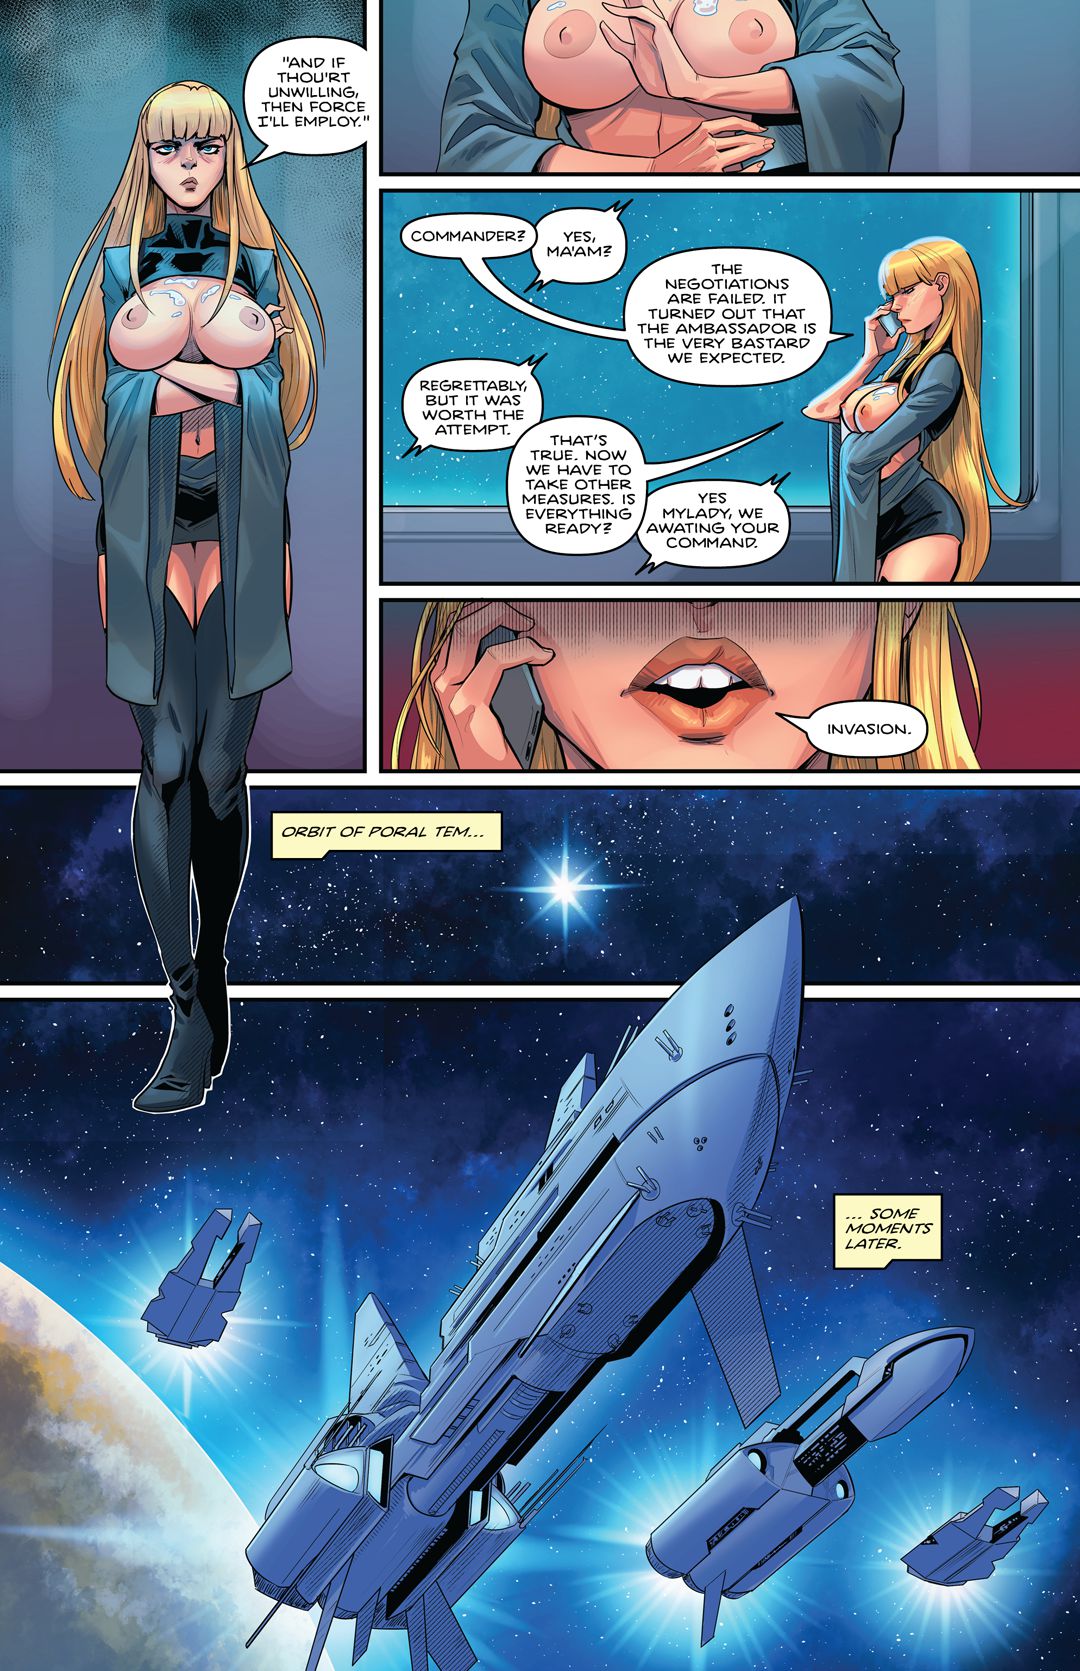 "AND IF
THOU'RT
UNWILLING,
THEN FORCE
I'LL EMPLOY."
COMMANDER?
YES,
MA'AM?
THE
NEGOTIATIONS
ARE FAILED. IT
TURNED OUT THAT
THE AMBASSADOR IS
THE VERY BASTARD
WE EXPECTED.
REGRETTABLY,
BUT IT WAS
WORTH THE
ATTEMPT.
THAT'S
TRUE. NOW
WE HAVE TO
TAKE OTHER
MEASURES. IS
EVERYTHING
READY?
YES
MYLADY, WE
AWATING YOUR
COMMAND.
INVASION.
ORBIT OF PORAL TEM...
... SOME
MOMENTS
LATER.